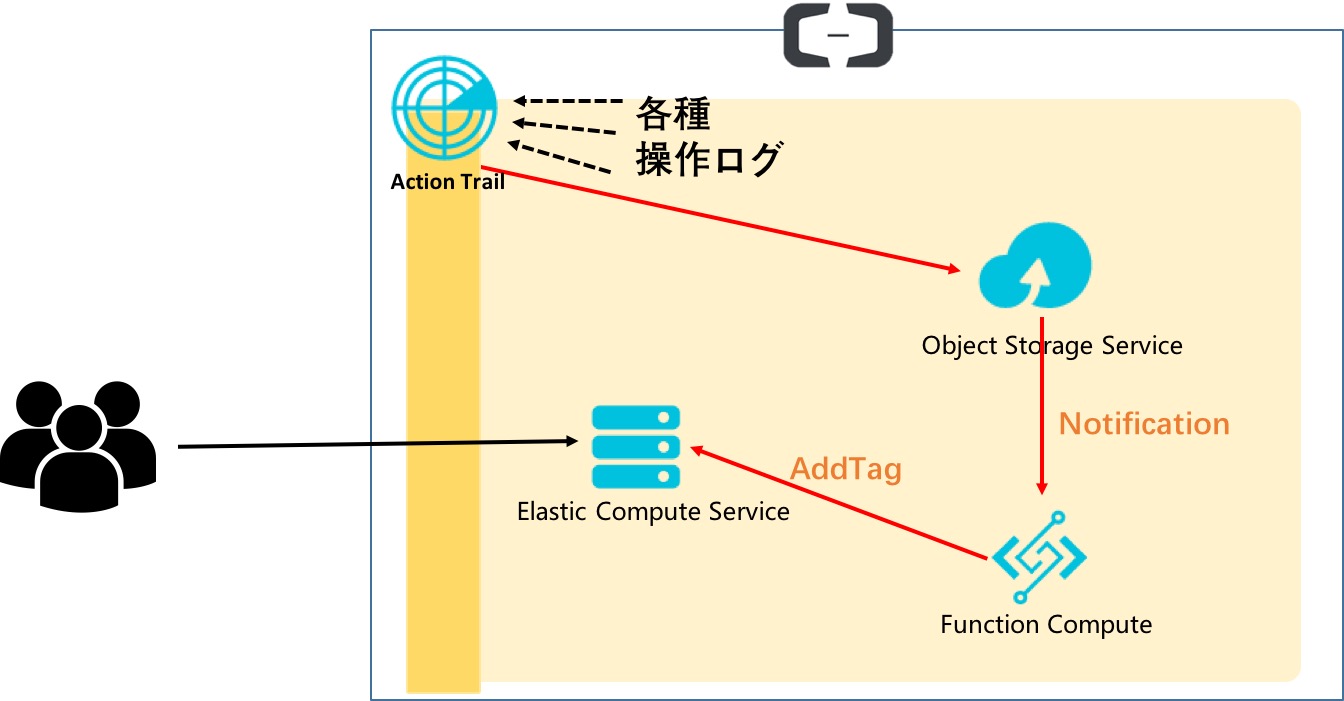 各種
操作ログ
Action Trail
Object Storage Service
Notification
AddTag
Elastic Compute Service
Function Compute